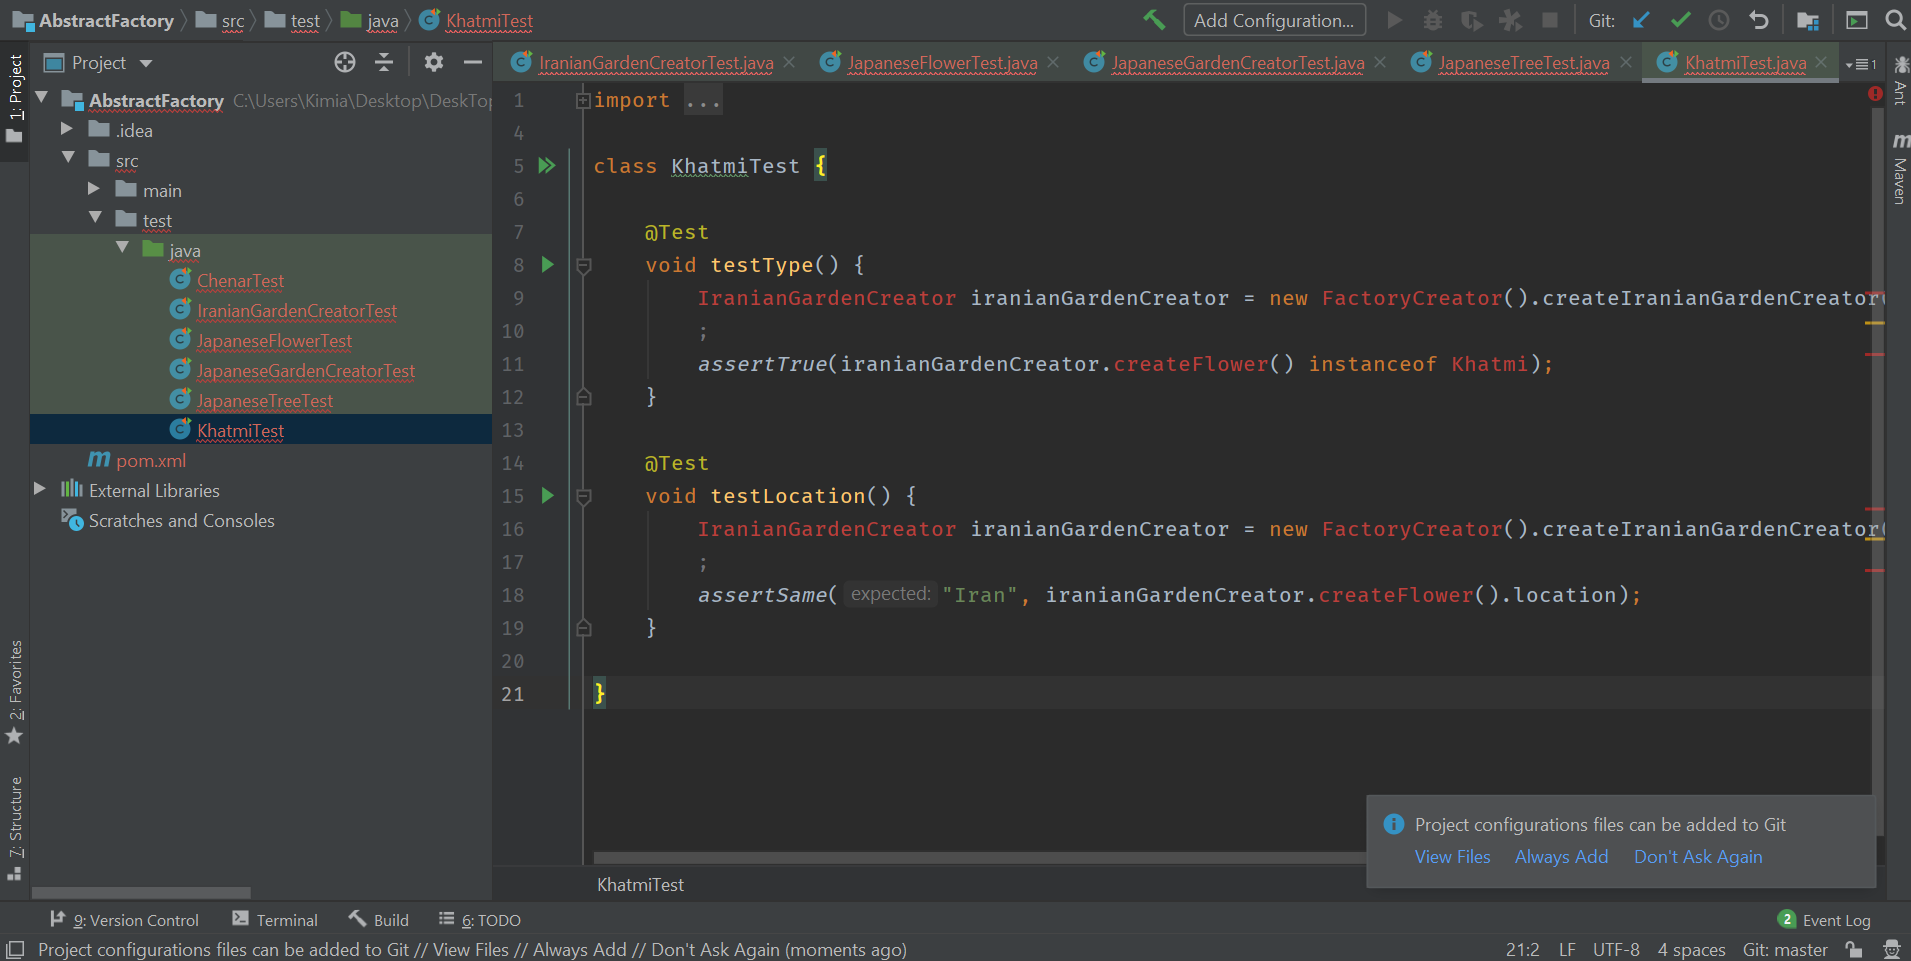 AbstractFactory src test java KhatmiTest Add Configuration... Git:
1: Project
Project
AbstractFactory C:\Users\Kimia\Desktop\DeskTop
.idea
src
main
test
java
ChenarTest
IranianGardenCreatorTest
JapaneseFlowerTest
JapaneseGardenCreatorTest
JapaneseTreeTest
KhatmiTest
pom.xml
External Libraries
Scratches and Consoles
2: Favorites
7: Structure
IranianGardenCreatorTest.java JapaneseFlowerTest.java JapaneseGardenCreatorTest.java JapaneseTreeTest.java KhatmiTest.java 1
1 import ...
4
5 class KhatmiTest {
6
7 @Test
8 void testType() {
9 IranianGardenCreator iranianGardenCreator = new FactoryCreator().createIranianGardenCreator(
10 ;
11 assertTrue(iranianGardenCreator.createFlower() instanceof Khatmi);
12 }
13
14 @Test
15 void testLocation() {
16 IranianGardenCreator iranianGardenCreator = new FactoryCreator().createIranianGardenCreator(
17 ;
18 assertSame( expected: "Iran", iranianGardenCreator.createFlower().location);
19 }
20
21 }
Ant
m Maven
Project configurations files can be added to Git
View Files Always Add Don't Ask Again
KhatmiTest
9: Version Control Terminal Build 6: TODO 2 Event Log
Project configurations files can be added to Git // View Files // Always Add // Don't Ask Again (moments ago) 21:2 LF UTF-8 4 spaces Git: master